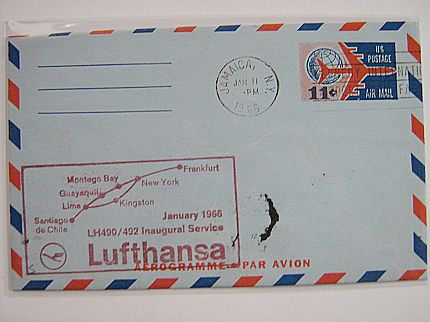 JAMAICA, N.Y.
JAN 11
-PM
1966
US
POSTAGE
11¢
AIR MAIL
Frankfurt
Montego Bay
New York
Guayaquil
Lima
Kingston
Santiago
de Chile
January 1966
LH490/492 Inaugural Service
Lufthansa
AEROGRAMME • PAR AVION